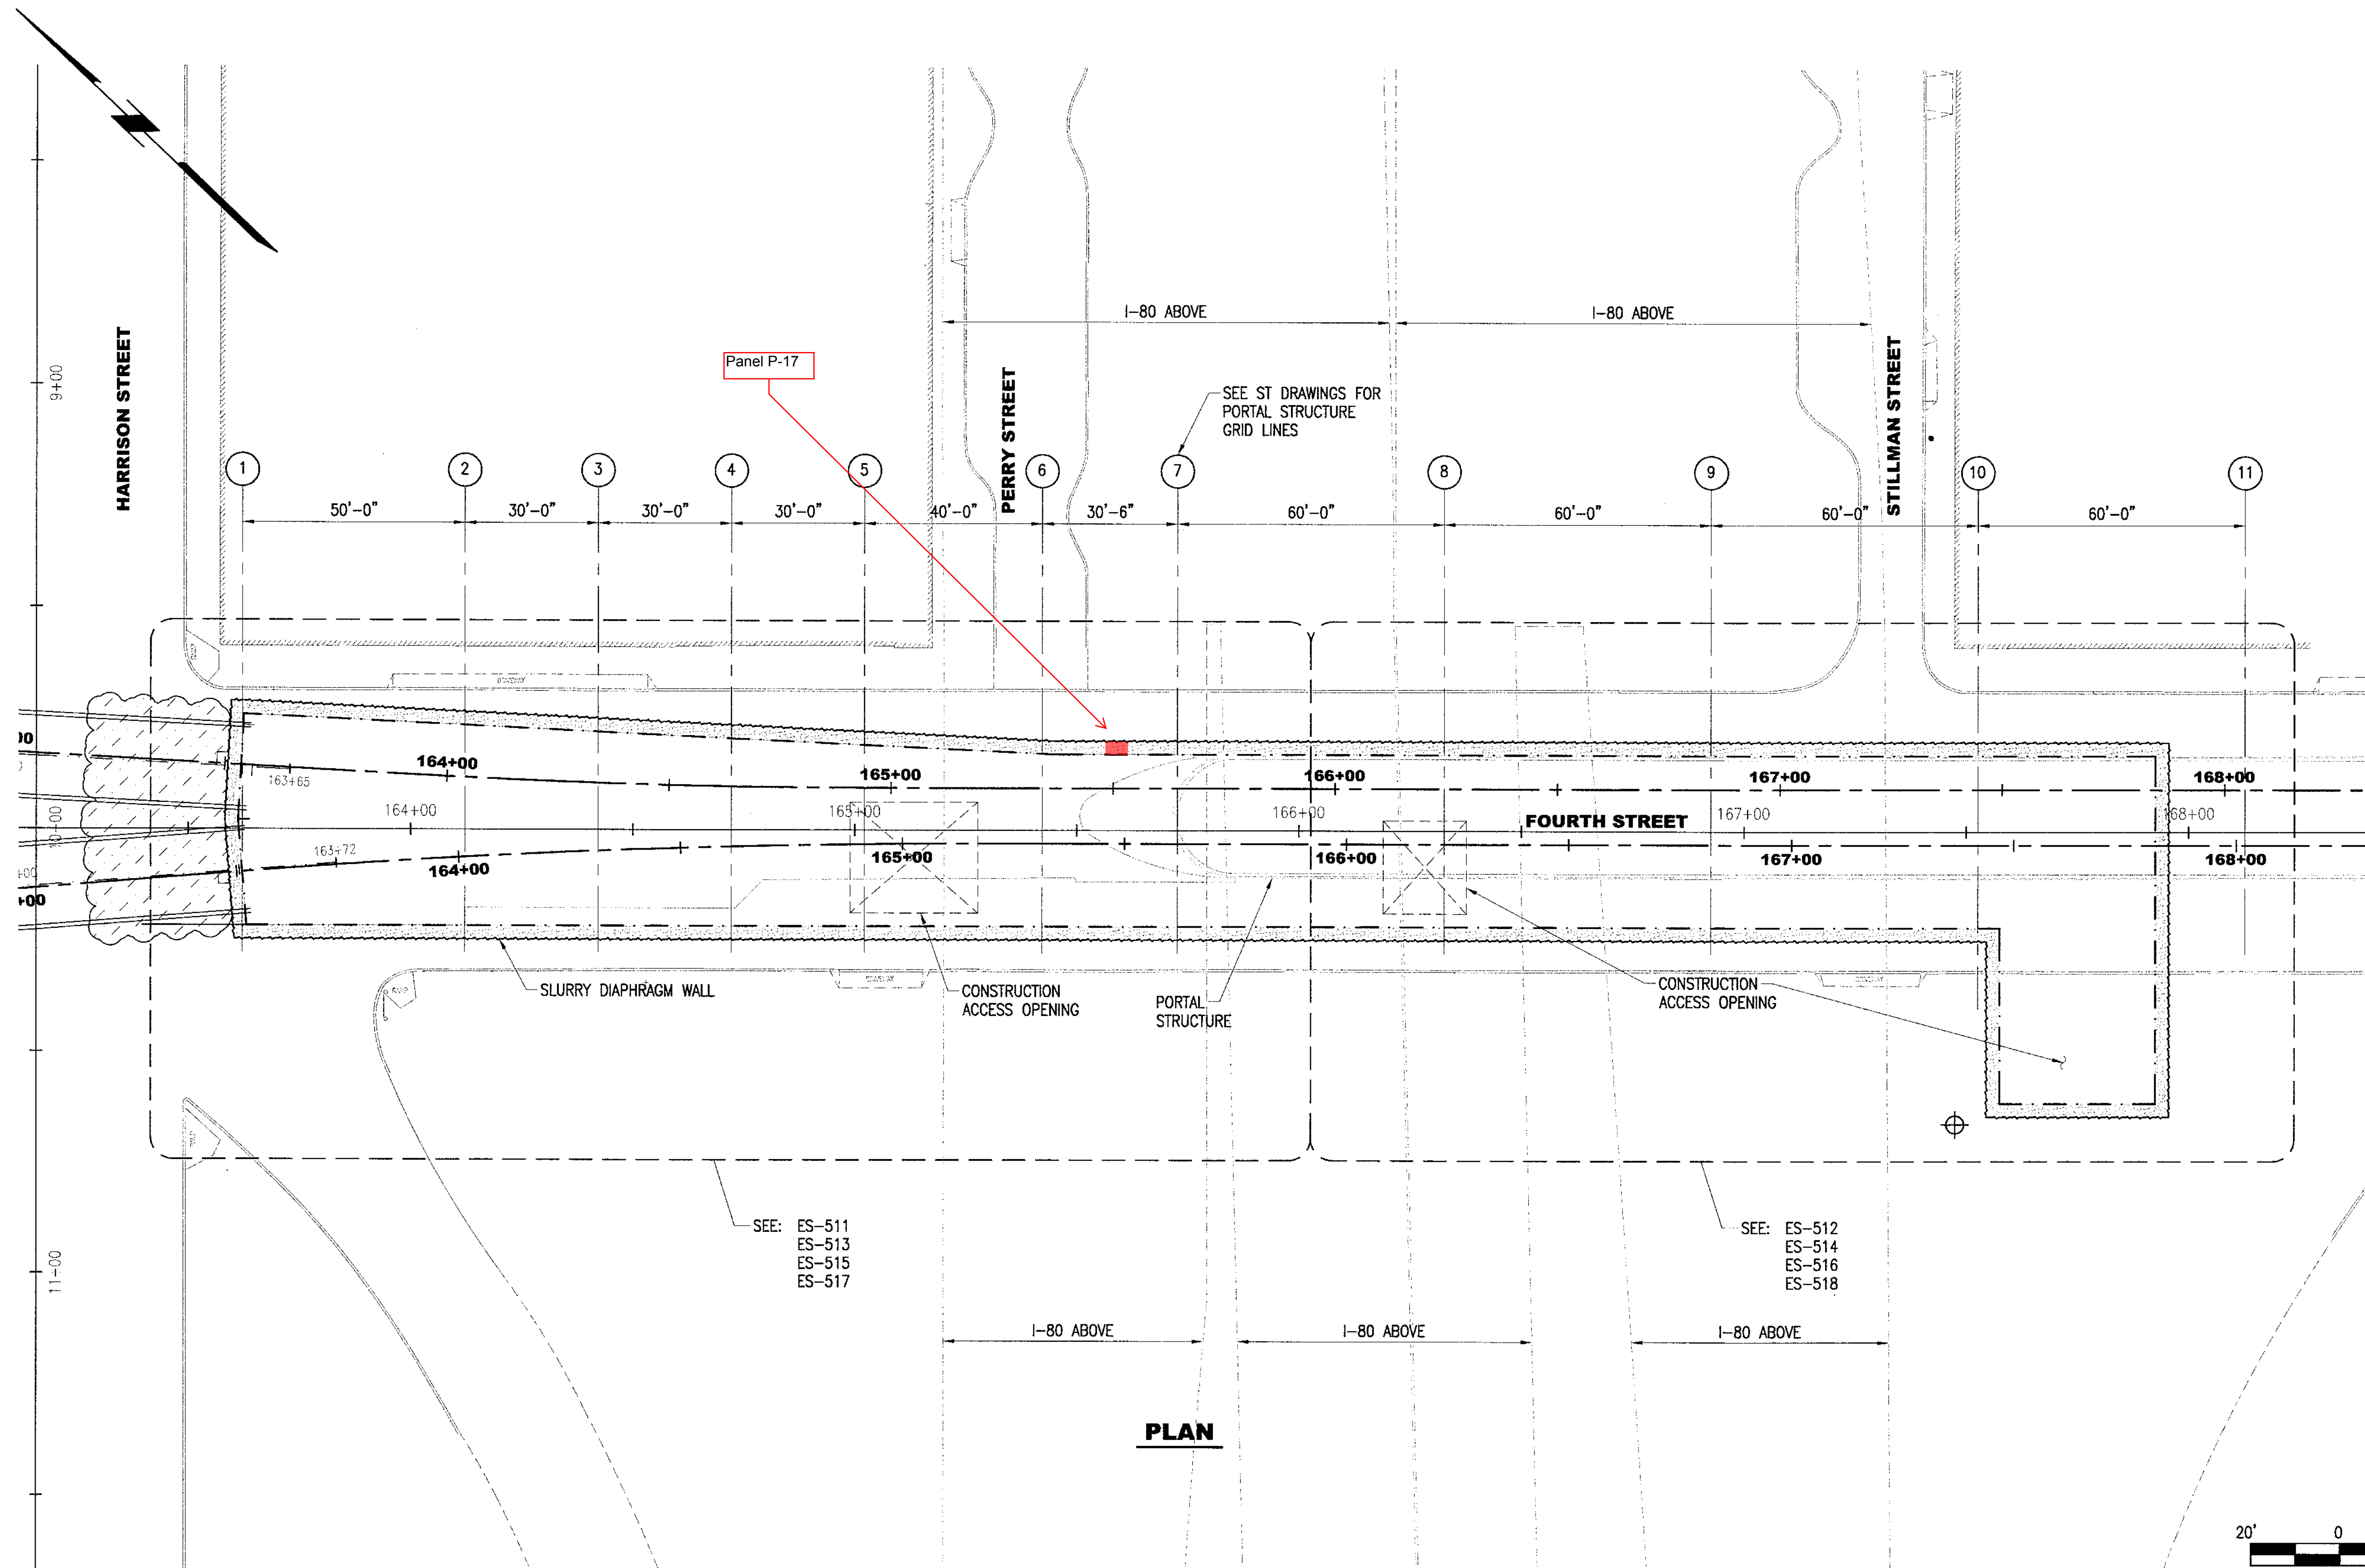 I-80 ABOVE
I-80 ABOVE
HARRISON STREET
9+00
Panel P-17
PERRY STREET
SEE ST DRAWINGS FOR
PORTAL STRUCTURE
GRID LINES
STILLMAN STREET
1
2
3
4
5
6
7
8
9
10
11
50'-0"
30'-0"
30'-0"
30'-0"
40'-0"
30'-6"
60'-0"
60'-0"
60'-0"
60'-0"
DRIVEWAY
00
163+65
164+00
165+00
166+00
167+00
168+00
10+00
164+00
165+00
166+00
167+00
168+00
FOURTH STREET
163+72
164+00
165+00
166+00
167+00
168+00
+00
+00
SLURRY DIAPHRAGM WALL
CONSTRUCTION
ACCESS OPENING
PORTAL
STRUCTURE
CONSTRUCTION
ACCESS OPENING
SEE: ES-511
ES-513
ES-515
ES-517
SEE: ES-512
ES-514
ES-516
ES-518
11+00
I-80 ABOVE
I-80 ABOVE
I-80 ABOVE
PLAN
20'
0